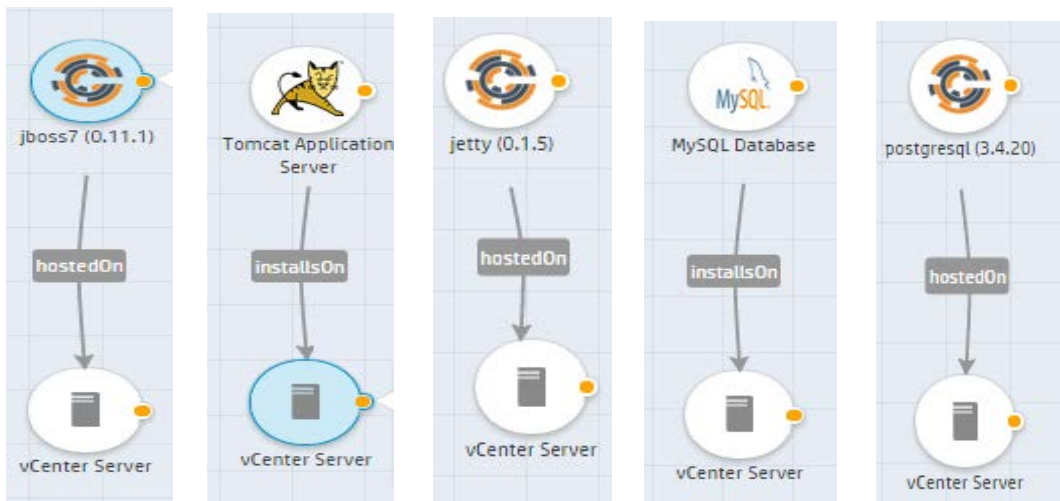 jboss7 (0.11.1)
hostedOn
vCenter Server
Tomcat Application
Server
installsOn
vCenter Server
jetty (0.1.5)
hostedOn
vCenter Server
MySQL
MySQL Database
installsOn
vCenter Server
postgresql (3.4.20)
hostedOn
vCenter Server